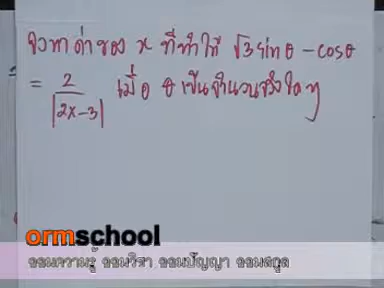 จงหาค่าของ x ที่ทำให้ √3 sinθ - cosθ
= 2/|2x-3| เมื่อ θ เป็นจำนวนจริงใดๆ
ormschool
ออมความรู้ ออมวิชา ออมปัญญา ออมสกูล